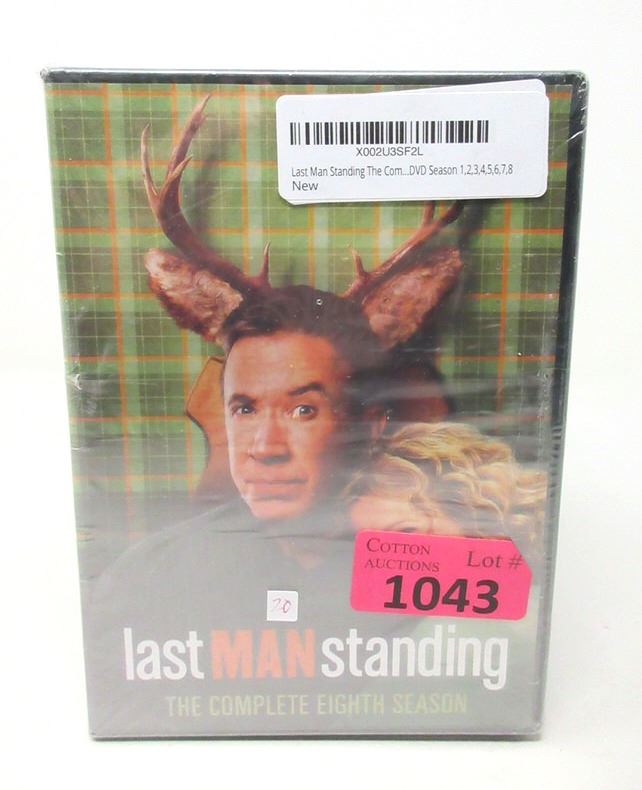 X002U3SF2L
Last Man Standing The Com...DVD Season 1,2,3,4,5,6,7,8
New
COTTON
AUCTIONS
Lot #
1043
20
last MAN standing
THE COMPLETE EIGHTH SEASON